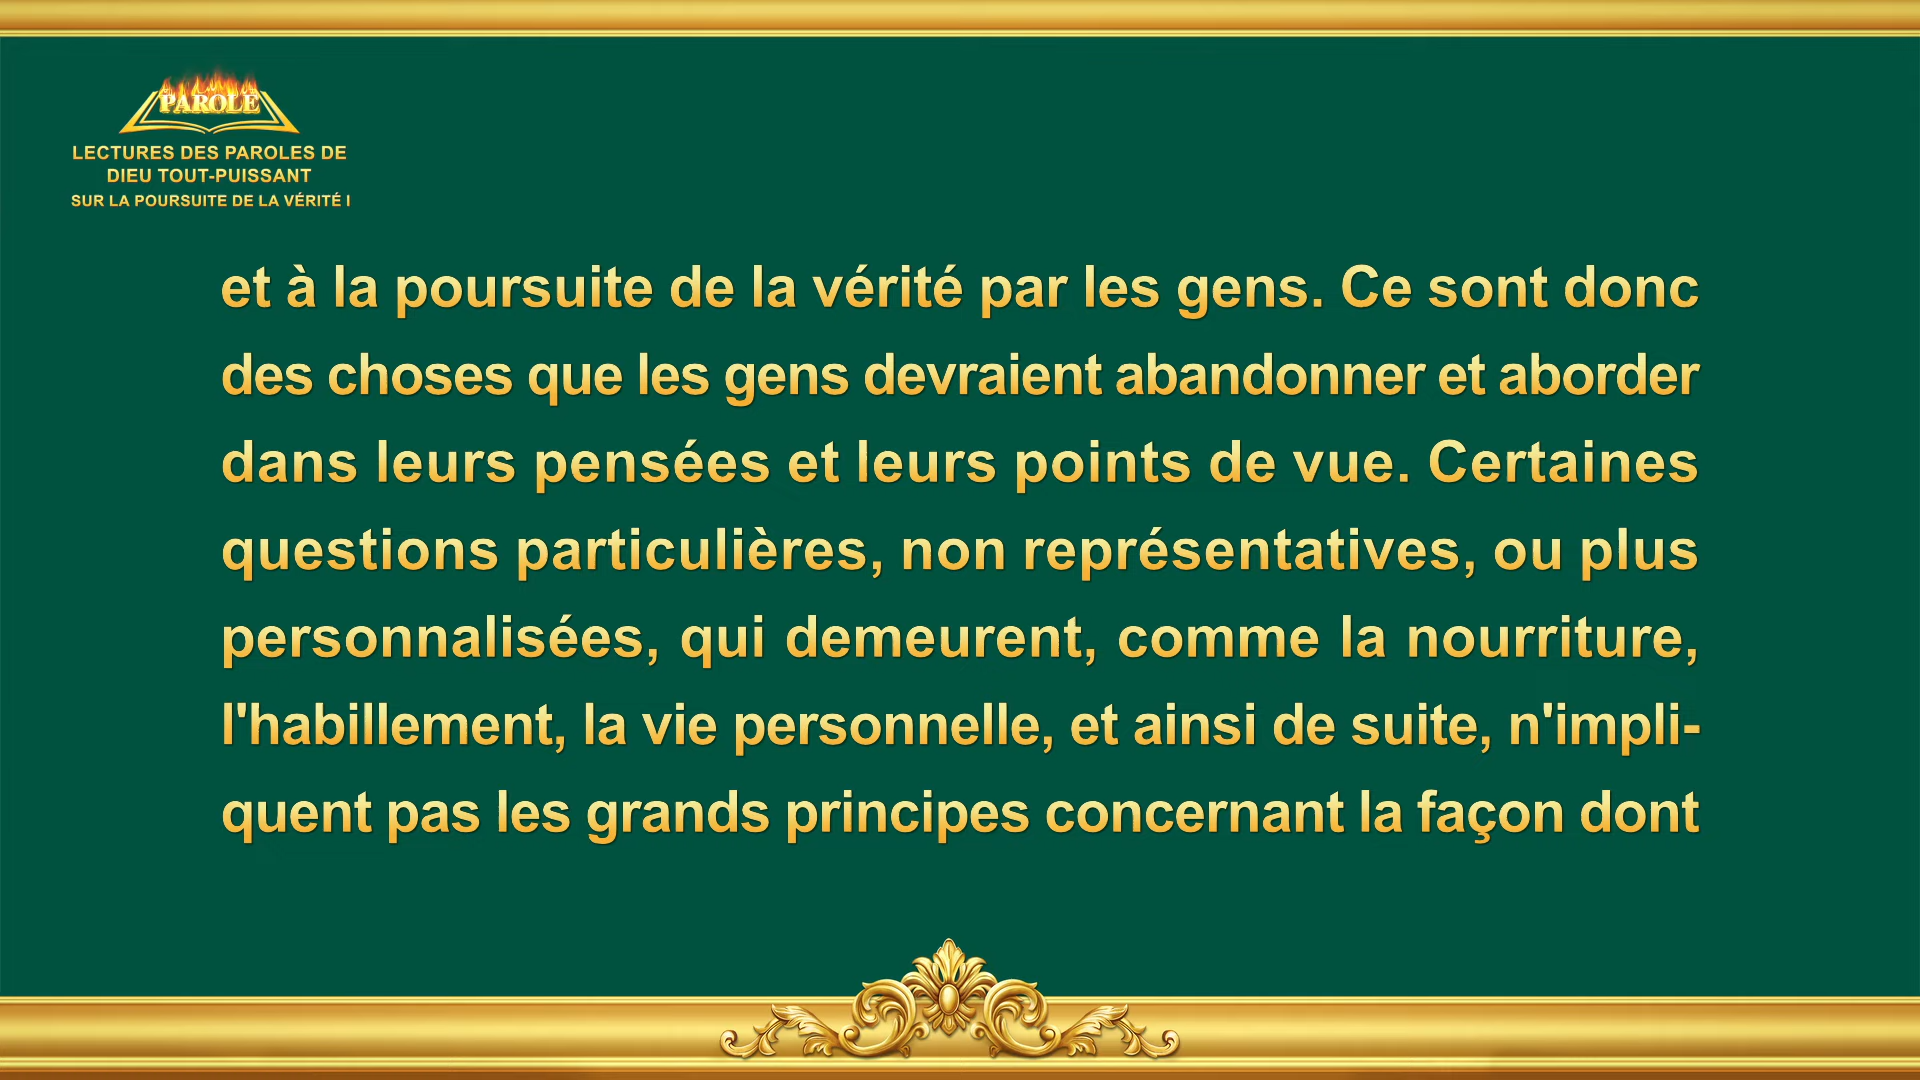 PAROLE
LECTURES DES PAROLES DE
DIEU TOUT-PUISSANT
SUR LA POURSUITE DE LA VÉRITÉ I
et à la poursuite de la vérité par les gens. Ce sont donc
des choses que les gens devraient abandonner et aborder
dans leurs pensées et leurs points de vue. Certaines
questions particulières, non représentatives, ou plus
personnalisées, qui demeurent, comme la nourriture,
l'habillement, la vie personnelle, et ainsi de suite, n'impli-
quent pas les grands principes concernant la façon dont